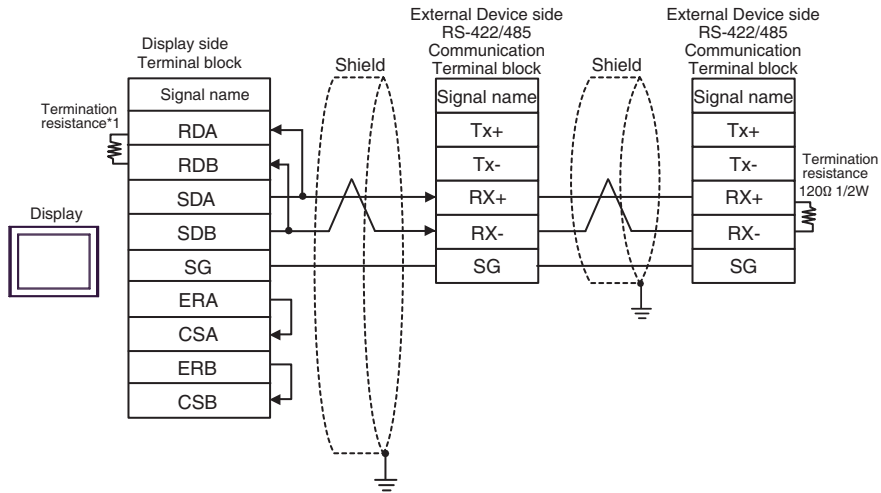 Display side
Terminal block
Signal name
RDA
RDB
SDA
SDB
SG
ERA
CSA
ERB
CSB
Termination
resistance*1
Display
Shield
External Device side
RS-422/485
Communication
Terminal block
Signal name
Tx+
Tx-
RX+
RX-
SG
Shield
External Device side
RS-422/485
Communication
Terminal block
Signal name
Tx+
Tx-
RX+
RX-
SG
Termination
resistance
120Ω 1/2W